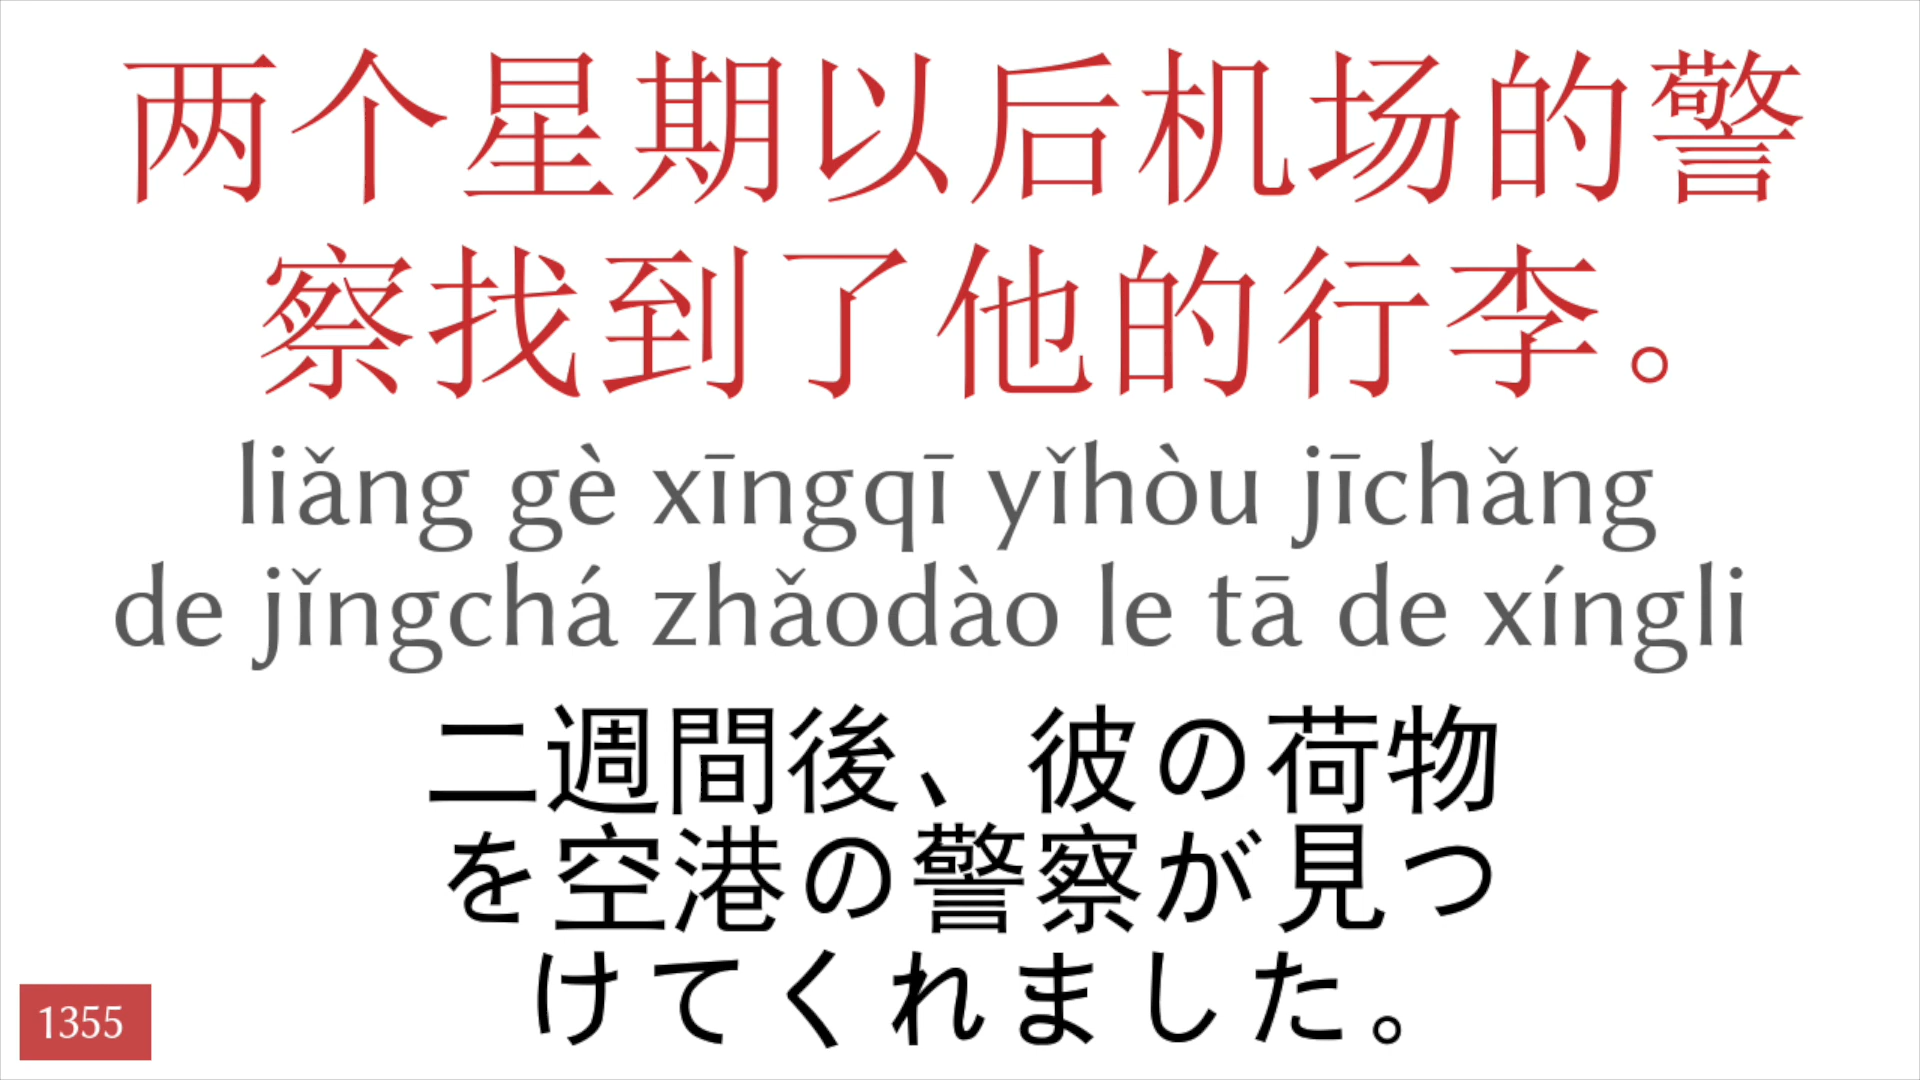 两个星期以后机场的警
察找到了他的行李。
liǎng gè xīngqī yǐhòu jīchǎng
de jǐngchá zhǎodào le tā de xíngli
二週間後、彼の荷物
を空港の警察が見つ
けてくれました。
1355